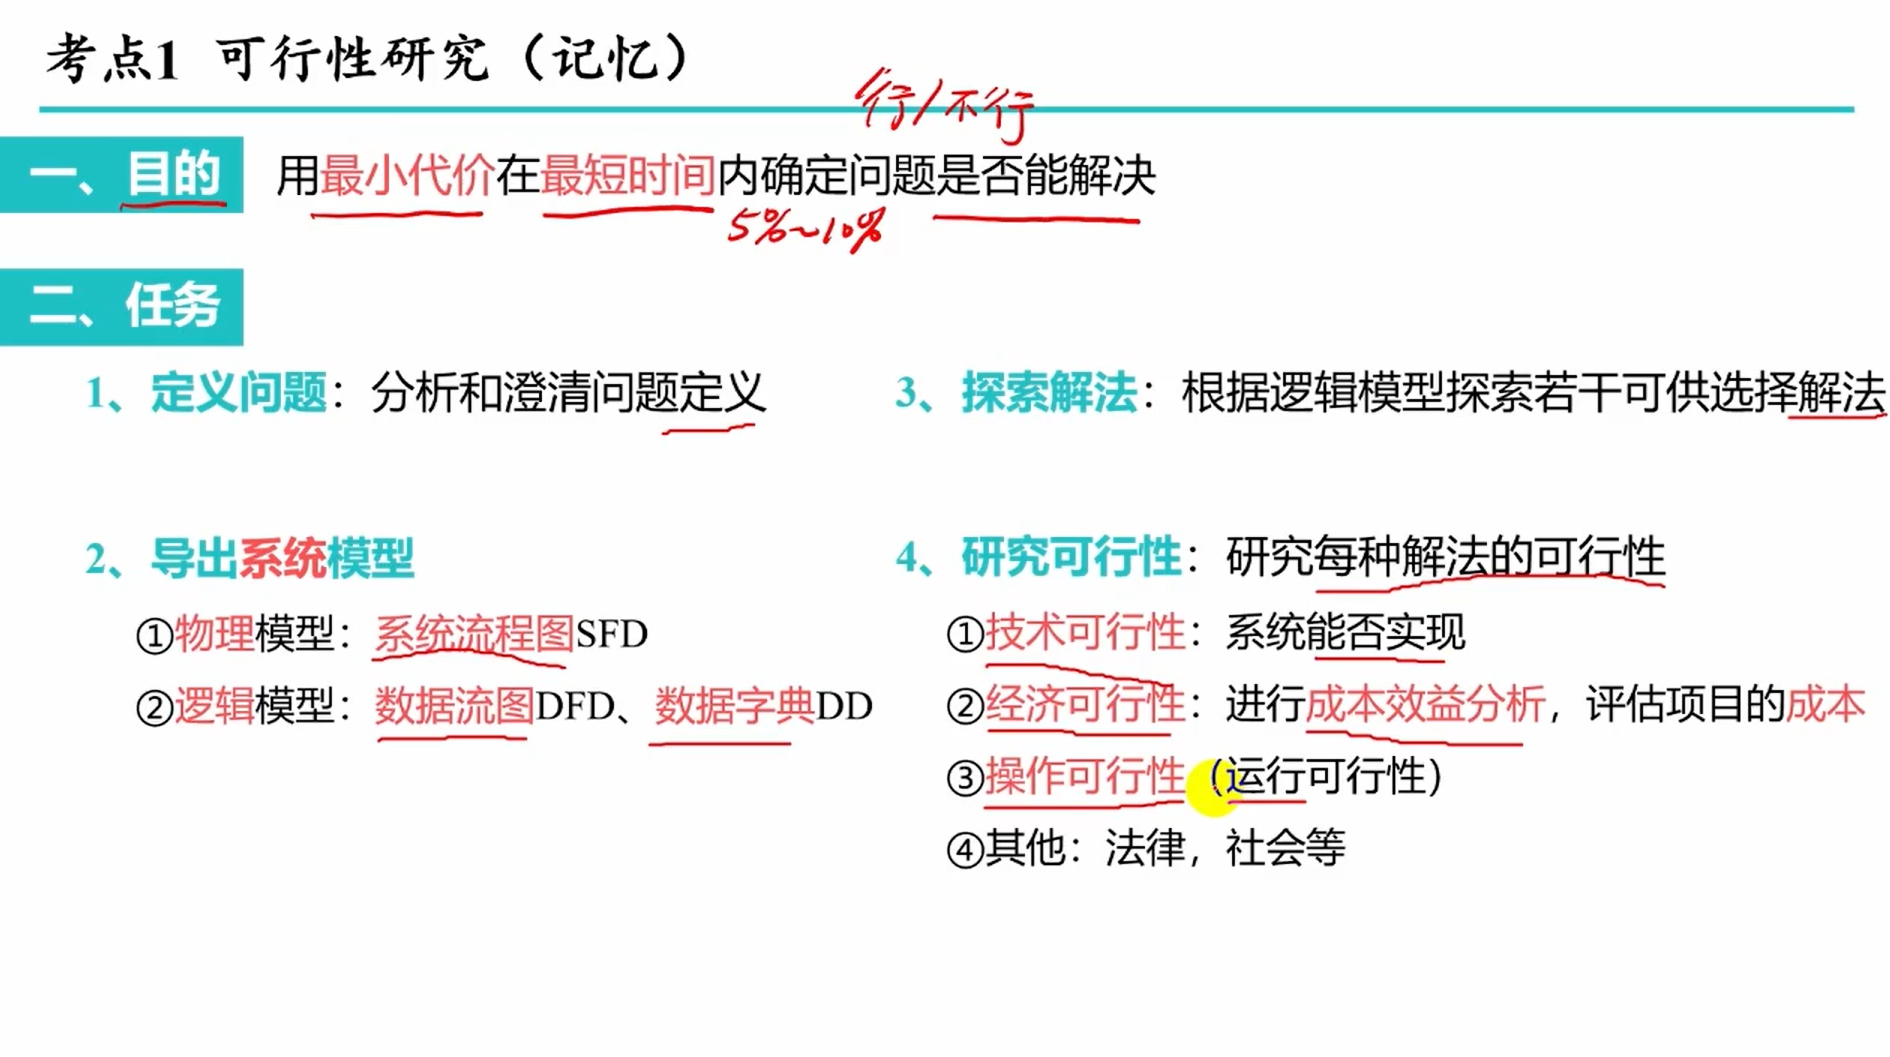 考点1 可行性研究（记忆）
行/不行
一、目的
用最小代价在最短时间内确定问题是否能解决
5%~10%
二、任务
1、定义问题：分析和澄清问题定义
2、导出系统模型
①物理模型：系统流程图SFD
②逻辑模型：数据流图DFD、数据字典DD
3、探索解法：根据逻辑模型探索若干可供选择解法
4、研究可行性：研究每种解法的可行性
①技术可行性：系统能否实现
②经济可行性：进行成本效益分析，评估项目的成本
③操作可行性（运行可行性）
④其他：法律，社会等